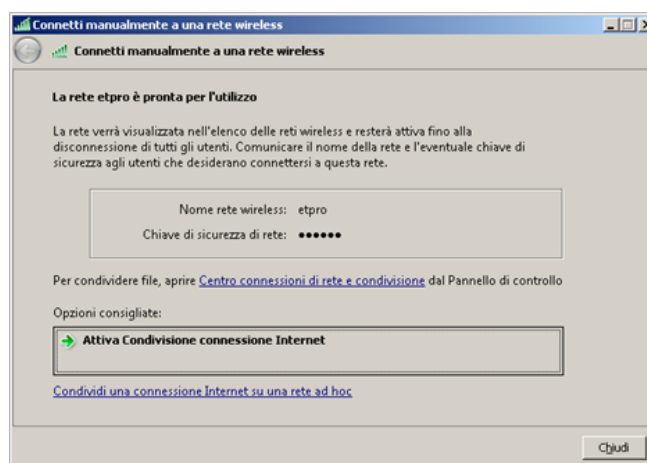 Connetti manualmente a una rete wireless
Connetti manualmente a una rete wireless
La rete etpro è pronta per l'utilizzo
La rete verrà visualizzata nell'elenco delle reti wireless e resterà attiva fino alla
disconnessione di tutti gli utenti. Comunicare il nome della rete e l'eventuale chiave di
sicurezza agli utenti che desiderano connettersi a questa rete.
Nome rete wireless: etpro
Chiave di sicurezza di rete: ••••••
Per condividere file, aprire Centro connessioni di rete e condivisione dal Pannello di controllo
Opzioni consigliate:
Attiva Condivisione connessione Internet
Condividi una connessione Internet su una rete ad hoc
Chiudi